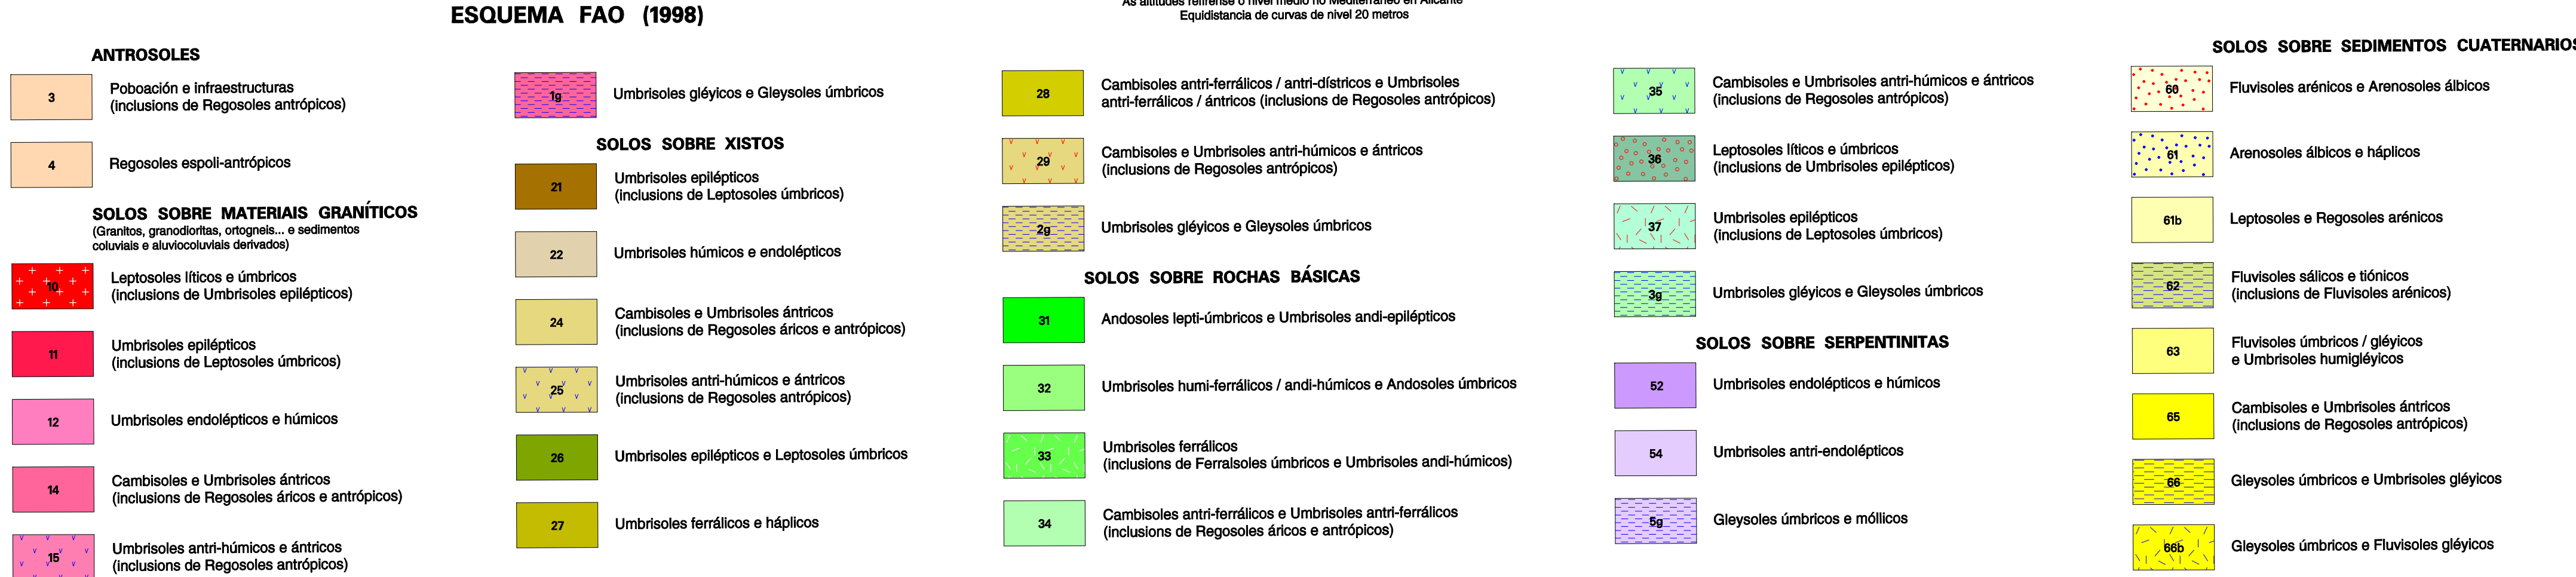 ESQUEMA FAO (1998)
As altitudes refírense o nivel medio no Mediterráneo en Alicante
Equidistancia de curvas de nivel 20 metros
ANTROSOLES
3
Poboación e infraestructuras
(inclusions de Regosoles antrópicos)
4
Regosoles espoli-antrópicos
SOLOS SOBRE MATERIAIS GRANÍTICOS
(Granitos, granodioritas, ortogneis... e sedimentos
coluviais e aluviocoluviais derivados)
10
Leptosoles líticos e úmbricos
(inclusions de Umbrisoles epilépticos)
11
Umbrisoles epilépticos
(inclusions de Leptosoles úmbricos)
12
Umbrisoles endolépticos e húmicos
14
Cambisoles e Umbrisoles ántricos
(inclusions de Regosoles áricos e antrópicos)
15
Umbrisoles antri-húmicos e ántricos
(inclusions de Regosoles antrópicos)
1g
Umbrisoles gléyicos e Gleysoles úmbricos
SOLOS SOBRE XISTOS
21
Umbrisoles epilépticos
(inclusions de Leptosoles úmbricos)
22
Umbrisoles húmicos e endolépticos
24
Cambisoles e Umbrisoles ántricos
(inclusions de Regosoles áricos e antrópicos)
25
Umbrisoles antri-húmicos e ántricos
(inclusions de Regosoles antrópicos)
26
Umbrisoles epilépticos e Leptosoles úmbricos
27
Umbrisoles ferrálicos e háplicos
28
Cambisoles antri-ferrálicos / antri-dístricos e Umbrisoles
antri-ferrálicos / ántricos (inclusions de Regosoles antrópicos)
29
Cambisoles e Umbrisoles antri-húmicos e ántricos
(inclusions de Regosoles antrópicos)
2g
Umbrisoles gléyicos e Gleysoles úmbricos
SOLOS SOBRE ROCHAS BÁSICAS
31
Andosoles lepti-úmbricos e Umbrisoles andi-epilépticos
32
Umbrisoles humi-ferrálicos / andi-húmicos e Andosoles úmbricos
33
Umbrisoles ferrálicos
(inclusions de Ferralsoles úmbricos e Umbrisoles andi-húmicos)
34
Cambisoles antri-ferrálicos e Umbrisoles antri-ferrálicos
(inclusions de Regosoles áricos e antrópicos)
35
Cambisoles e Umbrisoles antri-húmicos e ántricos
(inclusions de Regosoles antrópicos)
36
Leptosoles líticos e úmbricos
(inclusions de Umbrisoles epilépticos)
37
Umbrisoles epilépticos
(inclusions de Leptosoles úmbricos)
3g
Umbrisoles gléyicos e Gleysoles úmbricos
SOLOS SOBRE SERPENTINITAS
52
Umbrisoles endolépticos e húmicos
54
Umbrisoles antri-endolépticos
5g
Gleysoles úmbricos e móllicos
SOLOS SOBRE SEDIMENTOS CUATERNARIOS
60
Fluvisoles arénicos e Arenosoles álbicos
61
Arenosoles álbicos e háplicos
61b
Leptosoles e Regosoles arénicos
62
Fluvisoles sálicos e tiónicos
(inclusions de Fluvisoles arénicos)
63
Fluvisoles úmbricos / gléyicos
e Umbrisoles humigléyicos
65
Cambisoles e Umbrisoles ántricos
(inclusions de Regosoles antrópicos)
66
Gleysoles úmbricos e Umbrisoles gléyicos
66b
Gleysoles úmbricos e Fluvisoles gléyicos